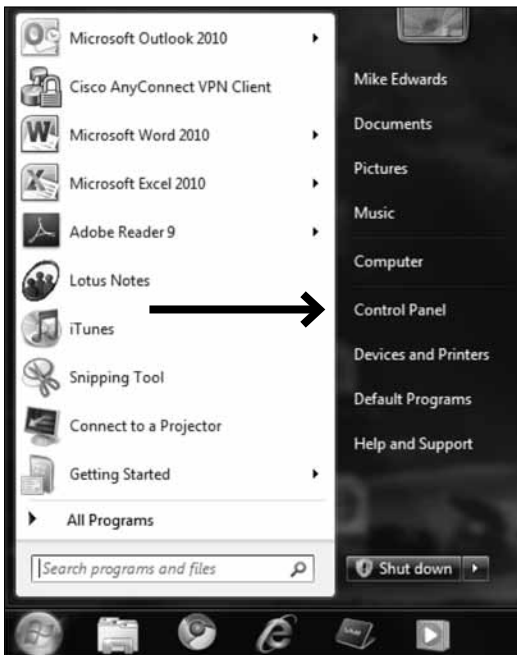 Microsoft Outlook 2010
Cisco AnyConnect VPN Client
Microsoft Word 2010
Microsoft Excel 2010
Adobe Reader 9
Lotus Notes
iTunes
Snipping Tool
Connect to a Projector
Getting Started
All Programs
Search programs and files
Mike Edwards
Documents
Pictures
Music
Computer
Control Panel
Devices and Printers
Default Programs
Help and Support
Shut down